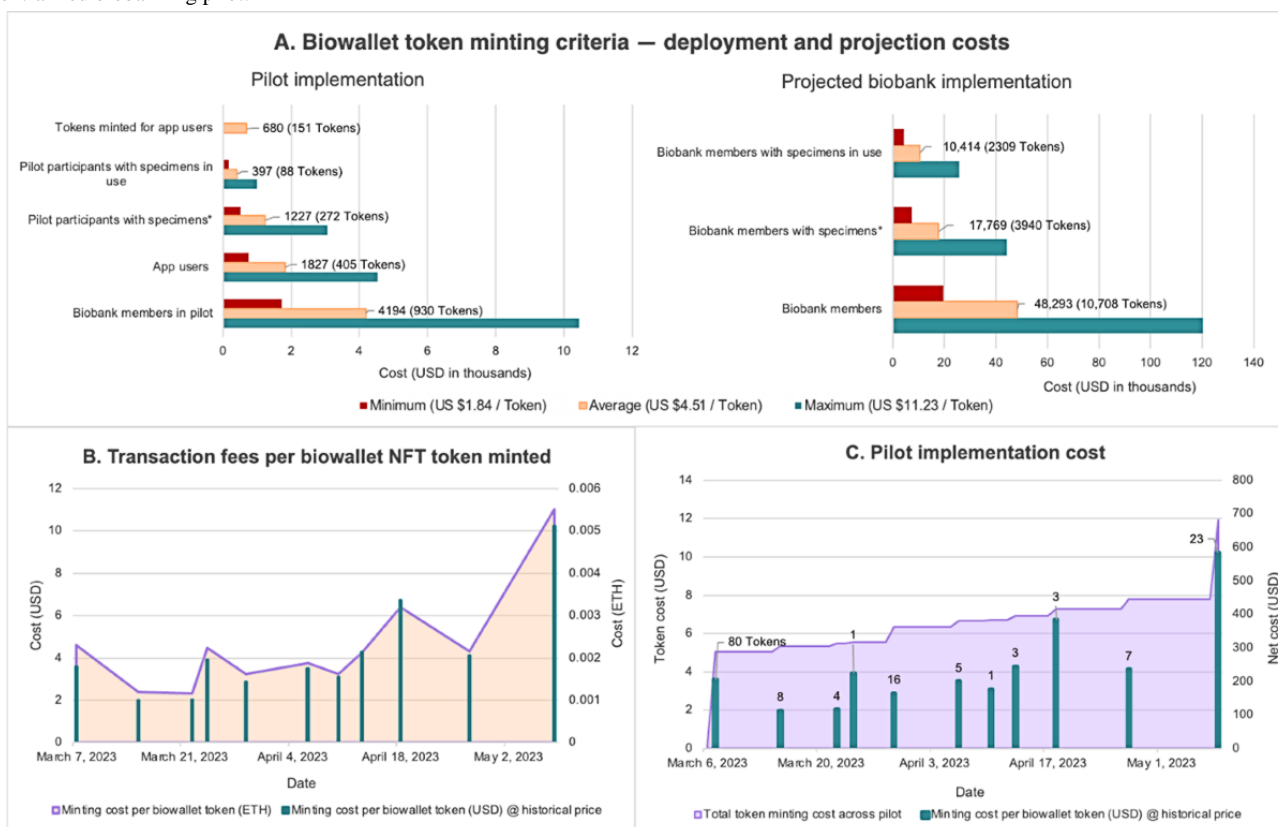 A. Biowallet token minting criteria — deployment and projection costs
Pilot implementation
Tokens minted for app users
680 (151 Tokens)
Pilot participants with specimens in
use
397 (88 Tokens)
Pilot participants with specimens*
1227 (272 Tokens)
App users
1827 (405 Tokens)
Biobank members in pilot
4194 (930 Tokens)
0 2 4 6 8 10 12
Cost (USD in thousands)
Projected biobank implementation
Biobank members with specimens in use
10,414 (2309 Tokens)
Biobank members with specimens*
17,769 (3940 Tokens)
Biobank members
48,293 (10,708 Tokens)
0 20 40 60 80 100 120 140
Cost (USD in thousands)
Minimum (US $1.84 / Token) Average (US $4.51 / Token) Maximum (US $11.23 / Token)
B. Transaction fees per biowallet NFT token minted
12
10
8
6
4
2
0
Cost (USD)
0.006
0.005
0.004
0.003
0.002
0.001
0
Cost (ETH)
March 7, 2023 March 21, 2023 April 4, 2023 April 18, 2023 May 2, 2023
Date
Minting cost per biowallet token (ETH) Minting cost per biowallet token (USD) @ historical price
C. Pilot implementation cost
14
12
10
8
6
4
2
0
Token cost (USD)
800
700
600
500
400
300
200
100
0
Net cost (USD)
80 Tokens
8
4
1
16
5
1
3
3
7
23
March 6, 2023 March 20, 2023 April 3, 2023 April 17, 2023 May 1, 2023
Date
Total token minting cost across pilot Minting cost per biowallet token (USD) @ historical price